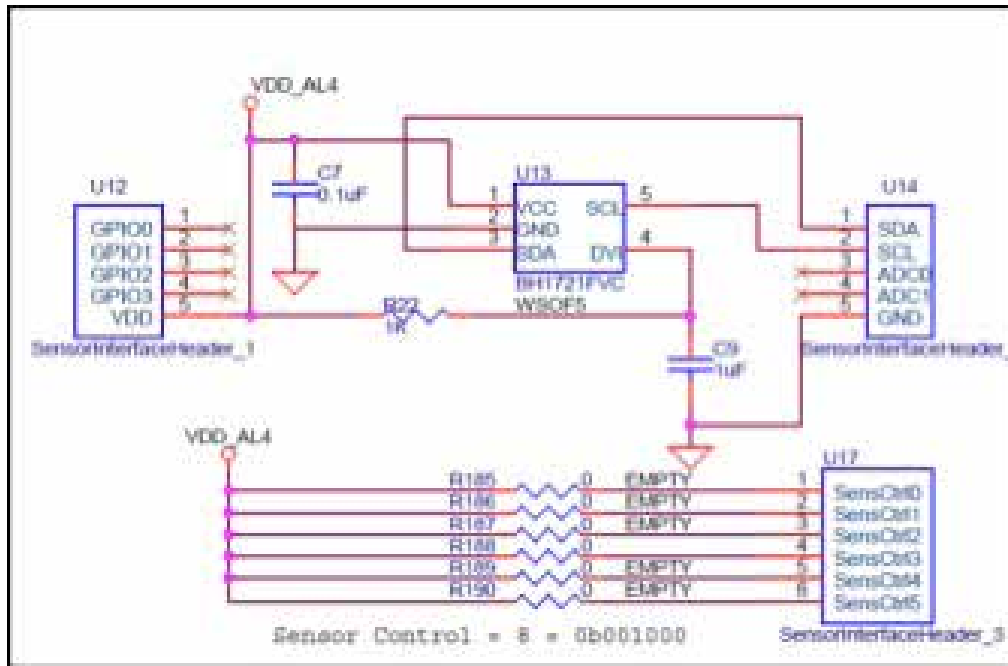 VDD_AL4
U12
GPIO0 1
GPIO1 2
GPIO2 3
GPIO3 4
VDD 5
SensorInterfaceHeader_1
C7
0.1uF
U13
1 VCC SCL 5
2 GND
3 SDA DVI 4
BH1721FVC
WSOF5
R22
1K
C9
1uF
U14
1 SDA
2 SCL
3 ADC0
4 ADC1
5 GND
SensorInterfaceHeader_
VDD_AL4
U17
R185 0 EMPTY 1 SensCtrl0
R186 0 EMPTY 2 SensCtrl1
R187 0 EMPTY 3 SensCtrl2
R188 0 4 SensCtrl3
R189 0 EMPTY 5 SensCtrl4
R190 0 EMPTY 6 SensCtrl5
SensorInterfaceHeader_3
Sensor Control = 8 = 0b001000